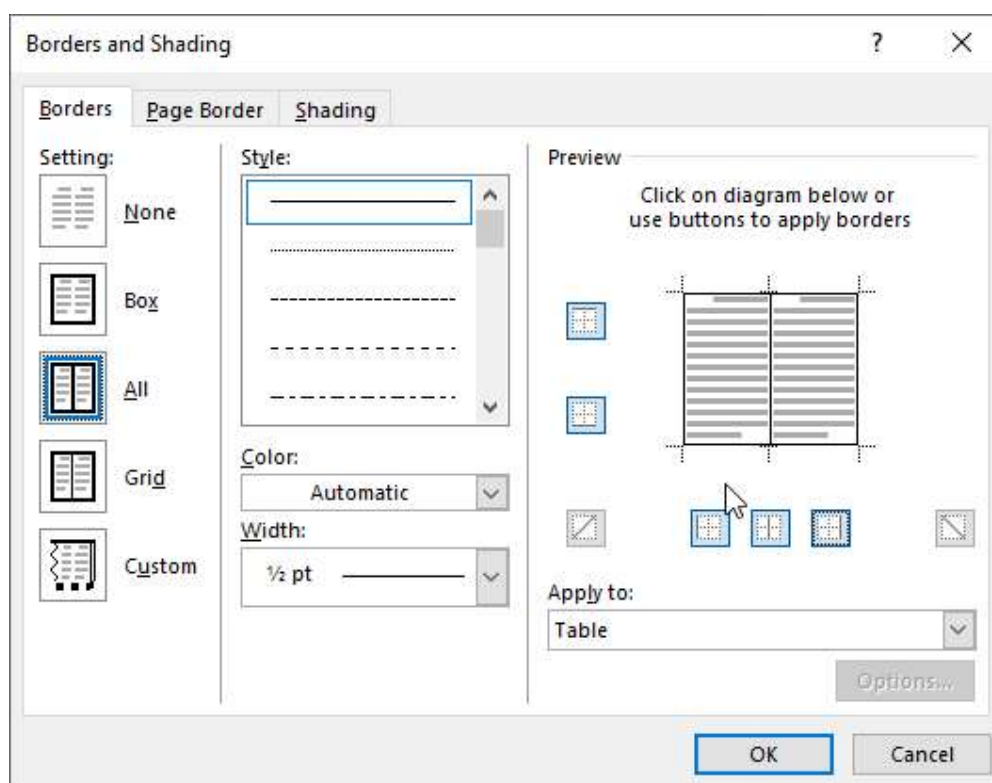 Borders and Shading
?
Borders
Page Border
Shading
Setting:
None
Box
All
Grid
Custom
Style:
Color:
Automatic
Width:
½ pt
Preview
Click on diagram below or
use buttons to apply borders
Apply to:
Table
Options...
OK
Cancel